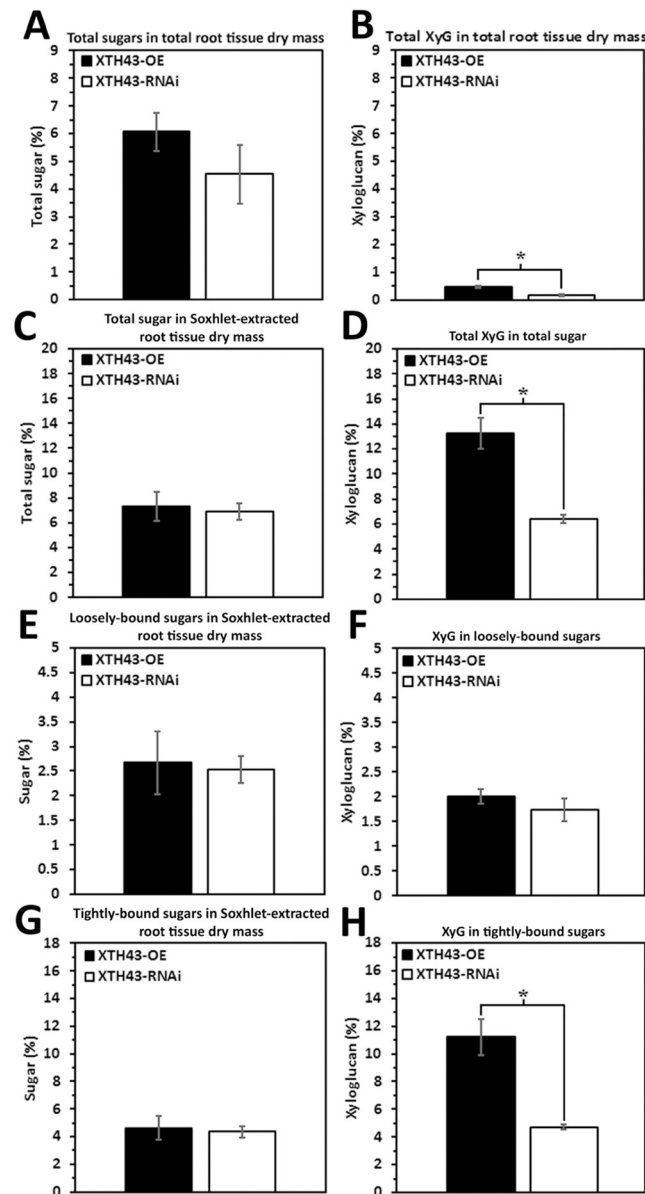 A
Total sugars in total root tissue dry mass
XTH43-OE
XTH43-RNAi
Total sugar (%)
9
8
7
6
5
4
3
2
1
0
B
Total XyG in total root tissue dry mass
XTH43-OE
XTH43-RNAi
Xyloglucan (%)
9
8
7
6
5
4
3
2
1
0
*
C
Total sugar in Soxhlet-extracted
root tissue dry mass
XTH43-OE
XTH43-RNAi
Total sugar (%)
20
18
16
14
12
10
8
6
4
2
0
D
Total XyG in total sugar
XTH43-OE
XTH43-RNAi
Xyloglucan (%)
20
18
16
14
12
10
8
6
4
2
0
*
E
Loosely-bound sugars in Soxhlet-extracted
root tissue dry mass
XTH43-OE
XTH43-RNAi
Sugar (%)
5
4.5
4
3.5
3
2.5
2
1.5
1
0.5
0
F
XyG in loosely-bound sugars
XTH43-OE
XTH43-RNAi
Xyloglucan (%)
5
4.5
4
3.5
3
2.5
2
1.5
1
0.5
0
G
Tightly-bound sugars in Soxhlet-extracted
root tissue dry mass
XTH43-OE
XTH43-RNAi
Sugar (%)
18
16
14
12
10
8
6
4
2
0
H
XyG in tightly-bound sugars
XTH43-OE
XTH43-RNAi
Xyloglucan (%)
18
16
14
12
10
8
6
4
2
0
*